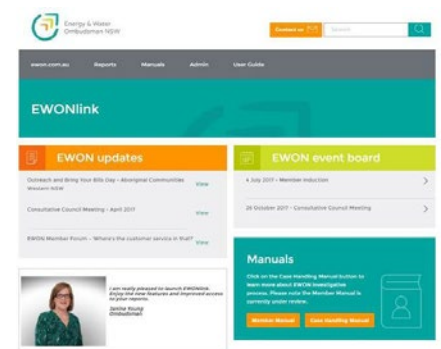 Energy & Water
Ombudsman NSW
Contact us
Search
ewon.com.au Reports Manuals Admin User Guide
EWONlink
EWON updates
Outreach and Bring Your Bills Day - Aboriginal Communities
Western NSW
View
Consultative Council Meeting - April 2017
View
EWON Member Forum - Where's the customer service in that?
View
I am really pleased to launch EWONlink.
Enjoy the new features and improved access
to your reports.
Janine Young
Ombudsman
EWON event board
4 July 2017 - Member Induction
26 October 2017 - Consultative Council Meeting
Manuals
Click on the Case Handling Manual button to
learn more about EWON investigative
process. Please note the Member Manual is
currently under review.
Member Manual Case Handling Manual